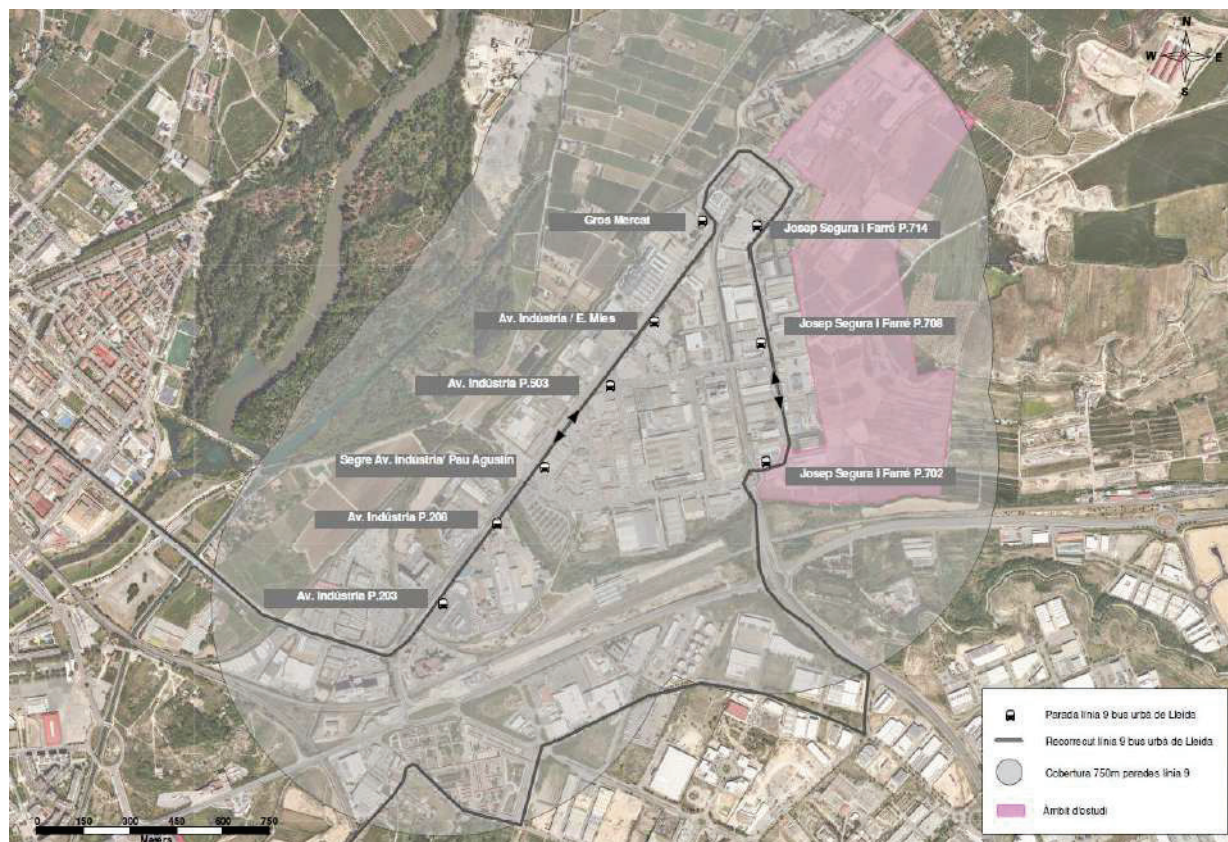 N
W E
S
Gros Mercat
Josep Segura i Farré P.714
Av. Indústria / E. Mies
Josep Segura i Farré P.708
Av. Indústria P.503
Segre Av. Indústria/ Pau Agustín
Josep Segura i Farré P.702
Av. Indústria P.206
Av. Indústria P.203
Parada línia 9 bus urbà de Lleida
Recorrecut línia 9 bus urbà de Lleida
Cobertura 750m parades línia 9
Àmbit d'estudi
0 150 300 450 600 750
Meters